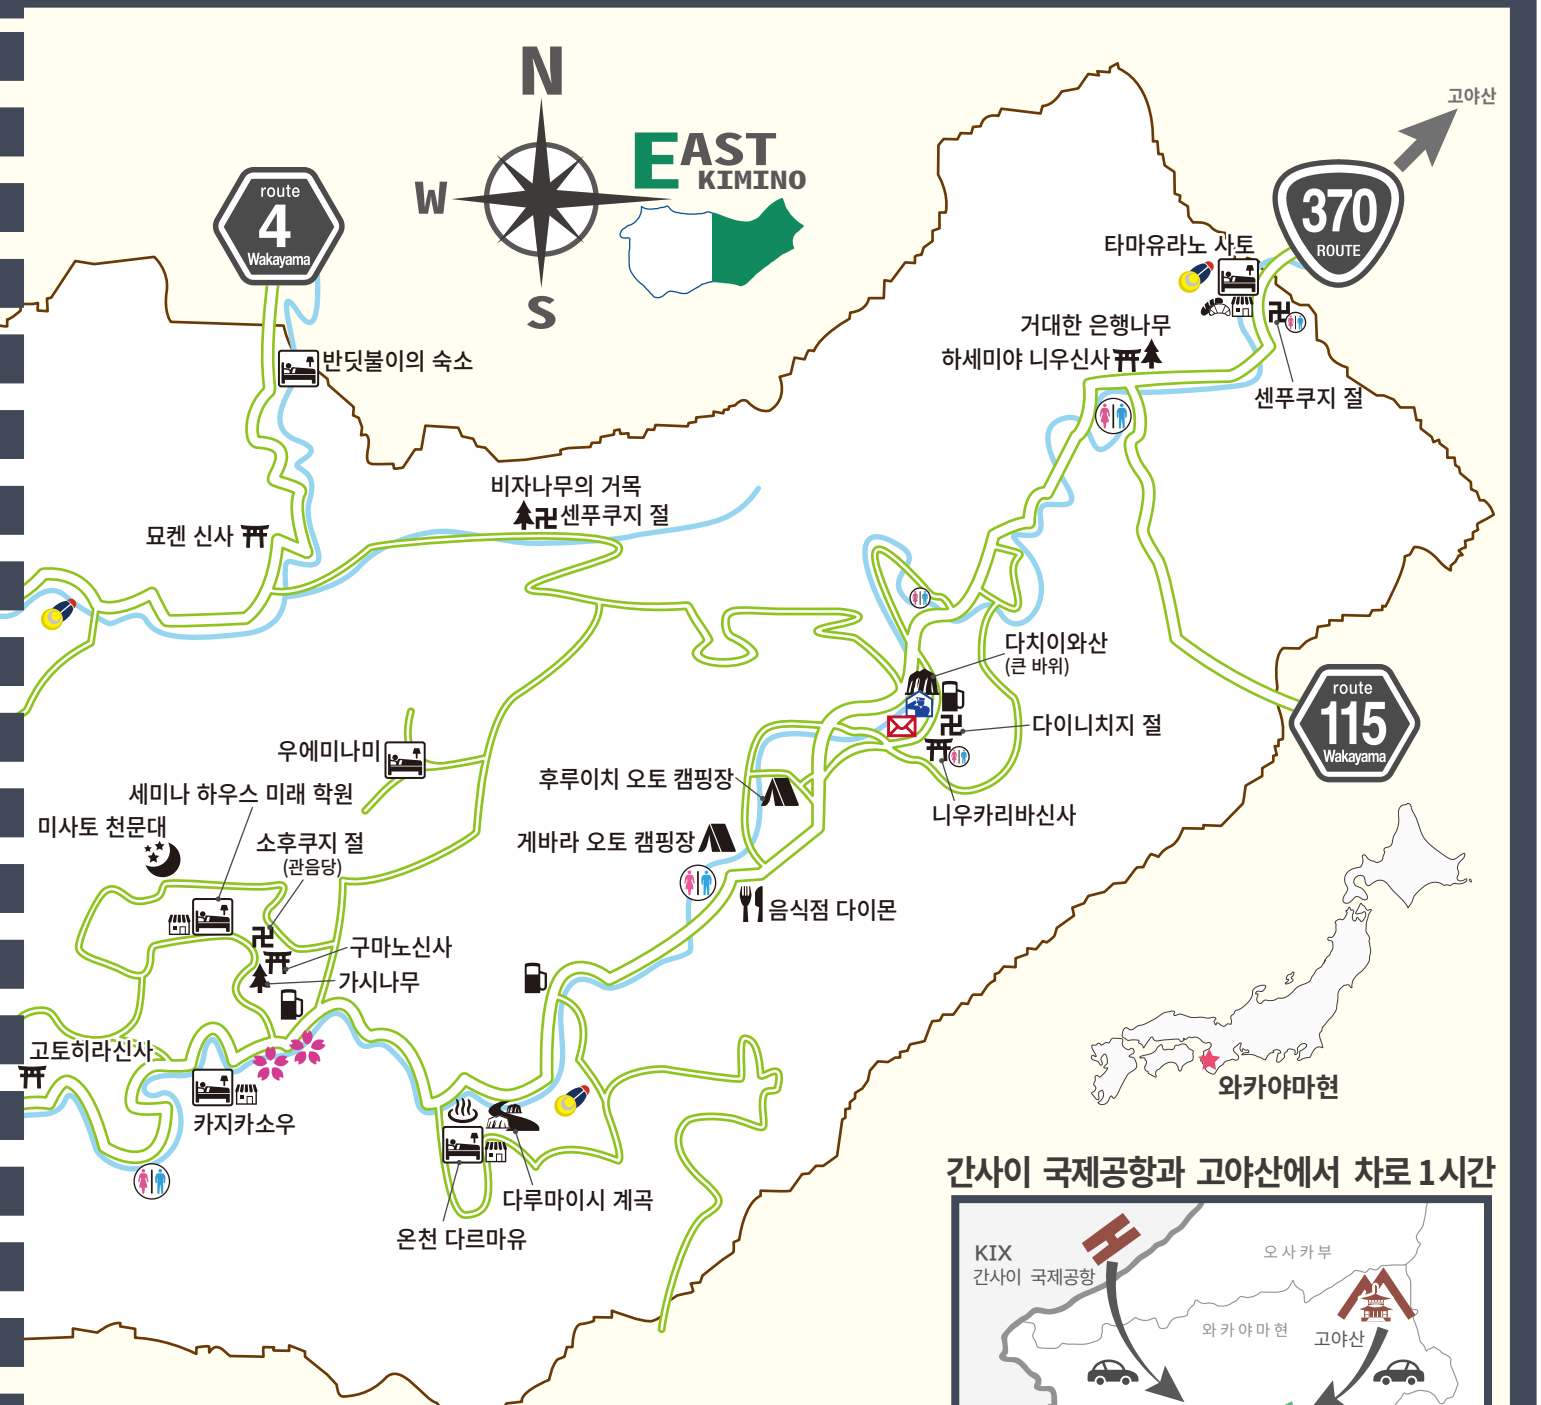 N
W
S
EAST
KIMINO
고야산
370
ROUTE
route
4
Wakayama
타마유라노 사토
거대한 은행나무
하세미야 니우신사
센푸쿠지 절
반딧불이의 숙소
비자나무의 거목
센푸쿠지 절
묘켄 신사
다치이와산
(큰 바위)
route
115
Wakayama
다이니치지 절
우에미나미
후루이치 오토 캠핑장
세미나 하우스 미래 학원
니우카리바신사
미사토 천문대
소후쿠지 절
(관음당)
게바라 오토 캠핑장
음식점 다이몬
구마노신사
가시나무
고토히라신사
카지카소우
와카야마현
다루마이시 계곡
온천 다르마유
간사이 국제공항과 고야산에서 차로 1시간
KIX
간사이 국제공항
오사카부
와카야마현
고야산